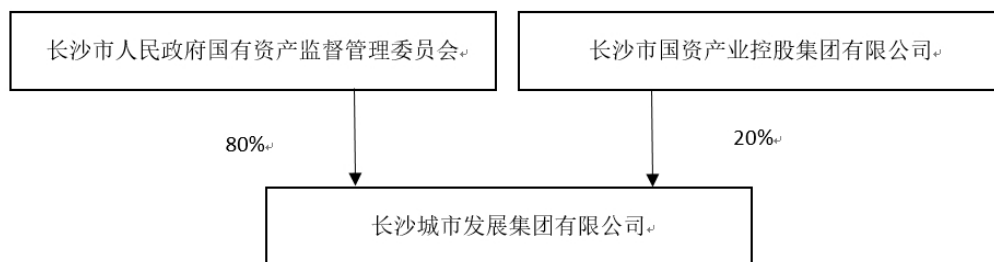 长沙市人民政府国有资产监督管理委员会
长沙市国资产业控股集团有限公司
80%
20%
长沙城市发展集团有限公司